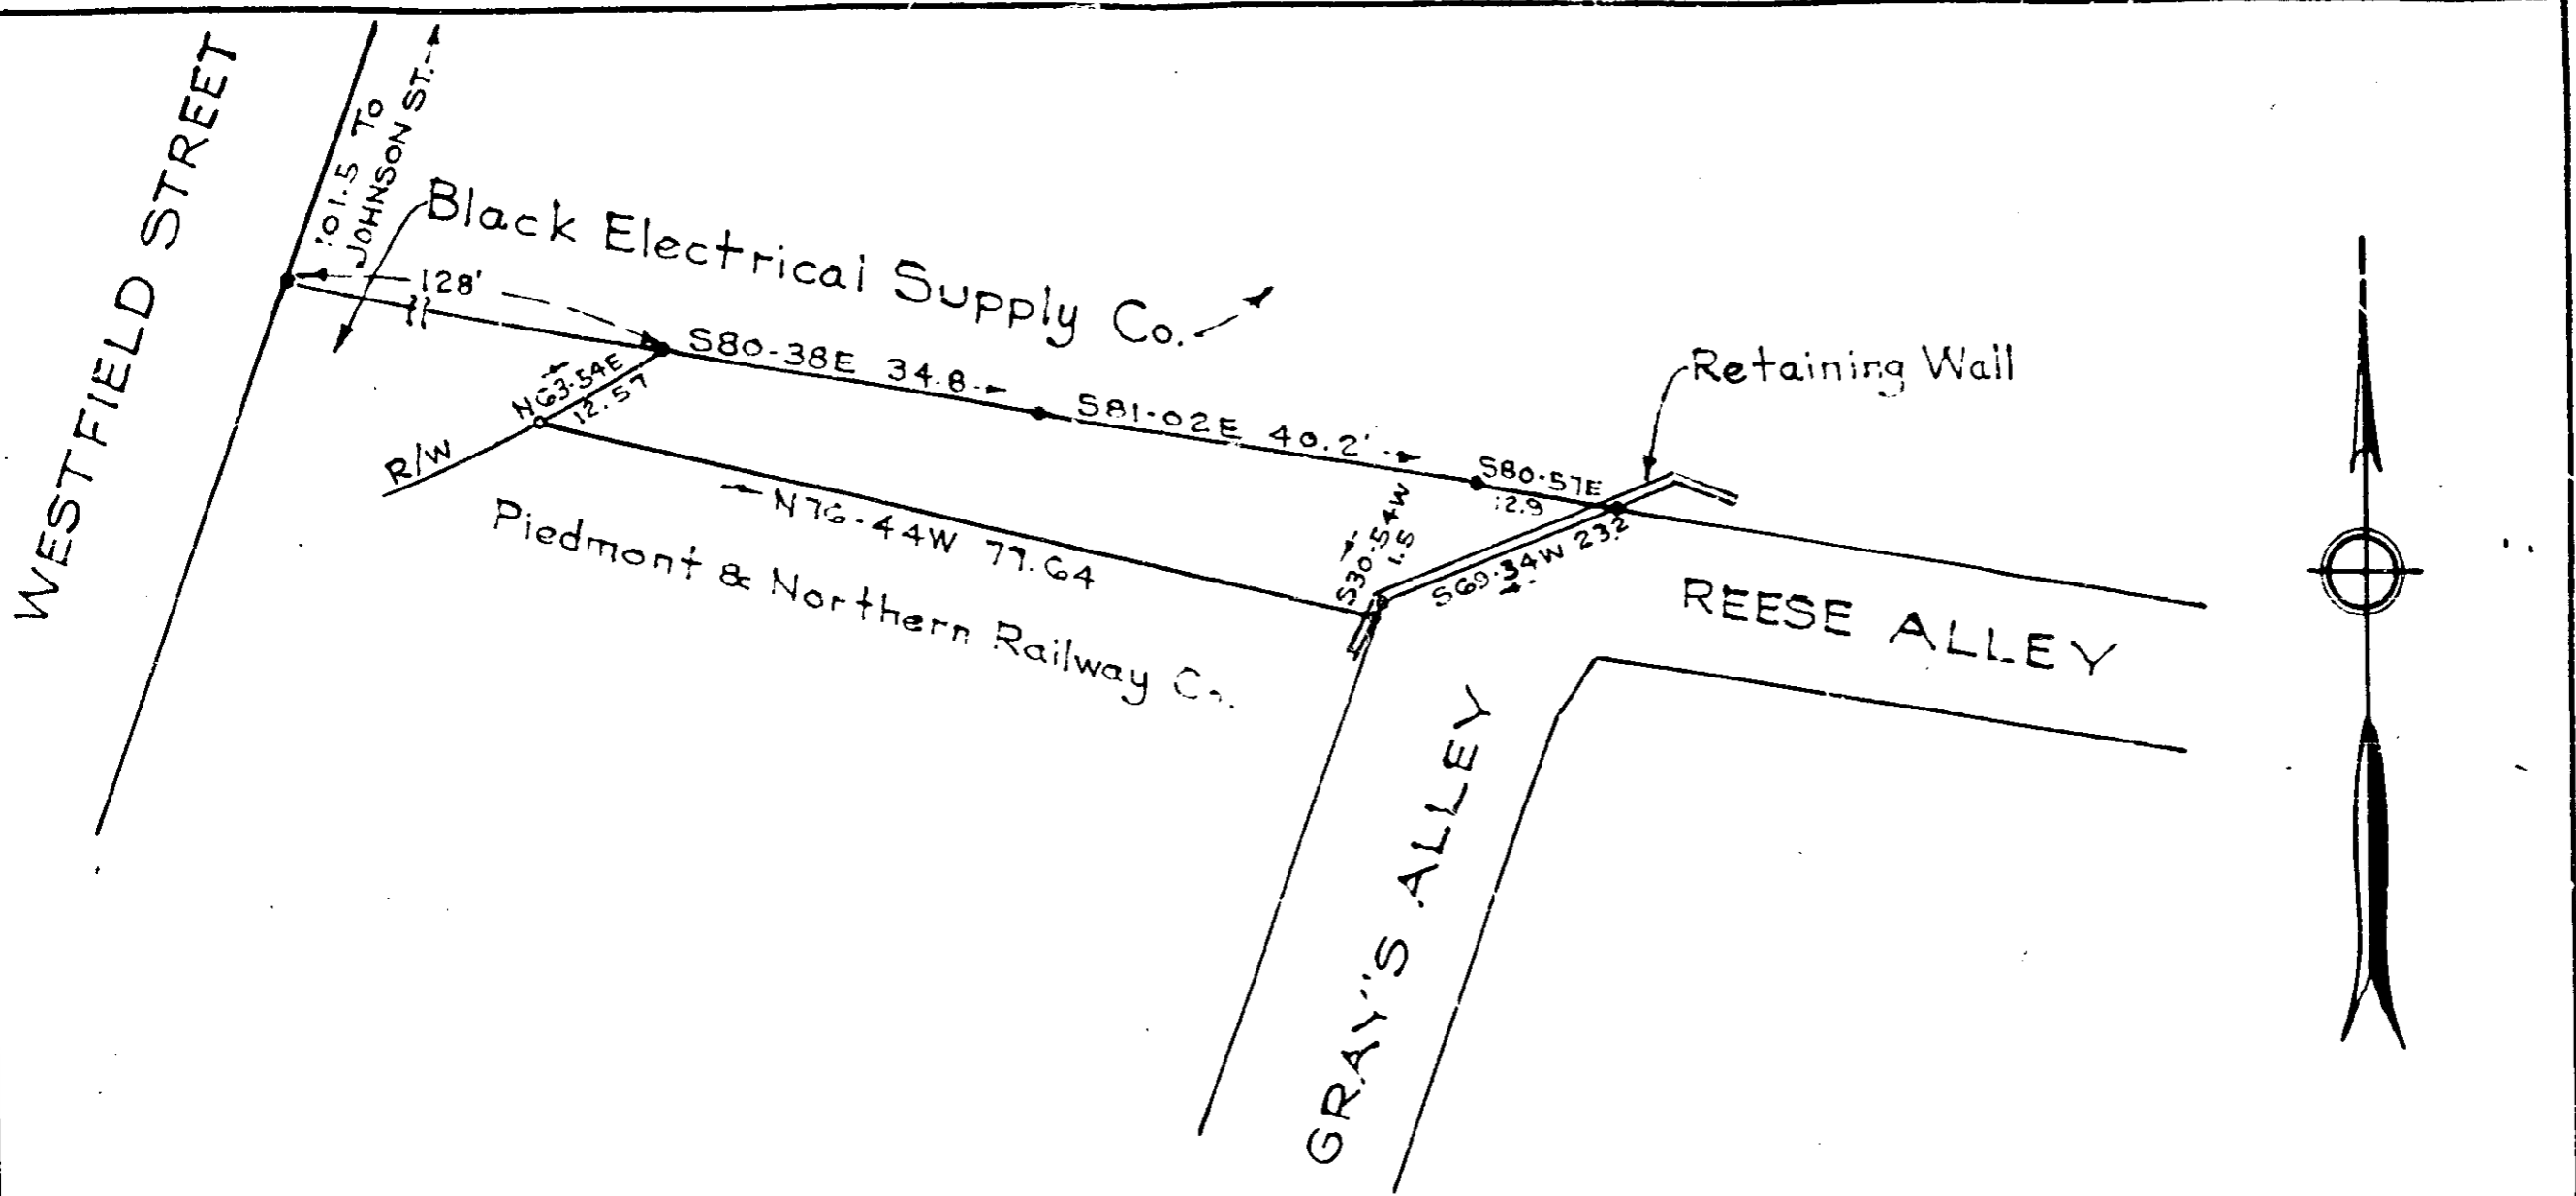 WESTFIELD STREET
101.5 TO
JOHNSON ST.
Black Electrical Supply Co.
128'
S80-38E 34.8
N63-54E
12.57
R/W
S81-02E 40.2'
Retaining Wall
S80-57E
12.9
N76-44W 77.64
S30-54W
1.5
S69-34W 23.2
Piedmont & Northern Railway Co.
REESE ALLEY
GRAY'S ALLEY